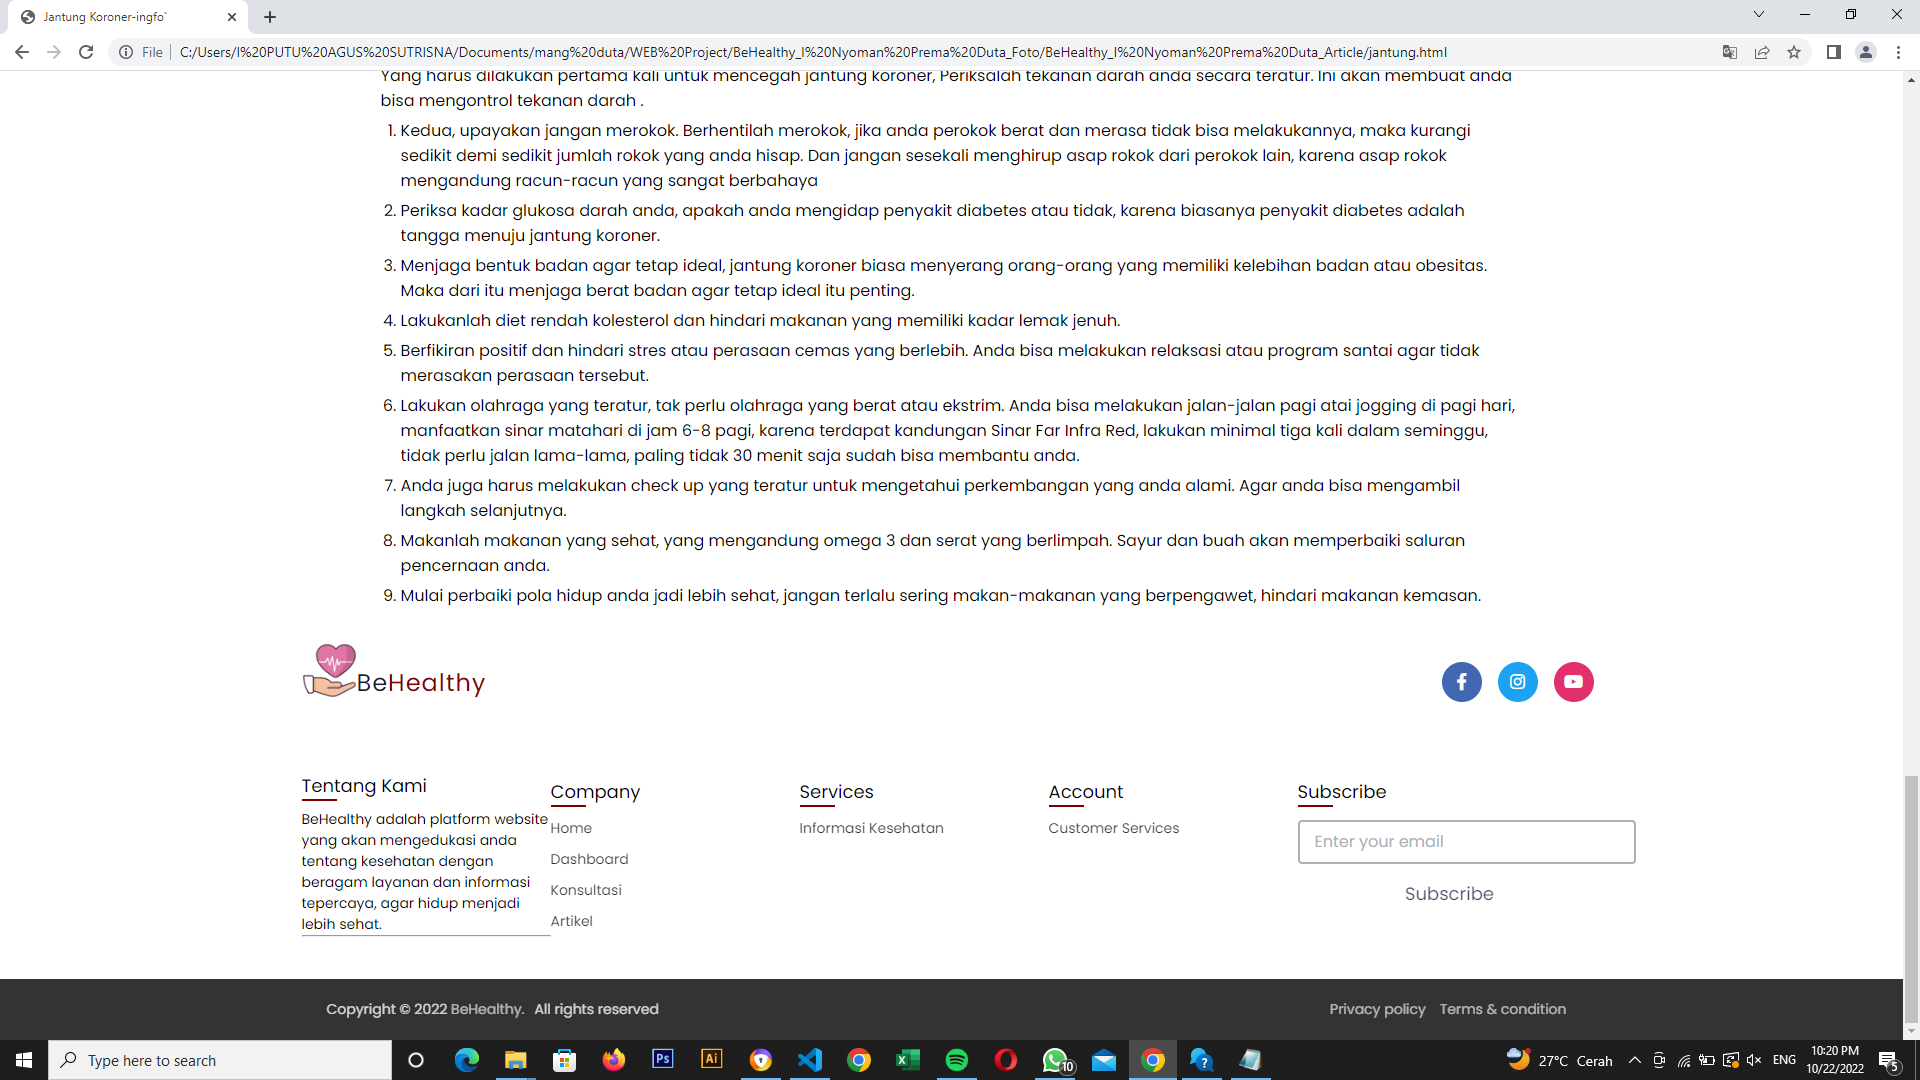 Jantung Koroner-ingfo`
File
C:/Users/I%20PUTU%20AGUS%20SUTRISNA/Documents/mang%20duta/WEB%20Project/BeHealthy_I%20Nyoman%20Prema%20Duta_Foto/BeHealthy_I%20Nyoman%20Prema%20Duta_Article/jantung.html
Yang harus dilakukan pertama kali untuk mencegah jantung koroner, Periksalah tekanan darah anda secara teratur. Ini akan membuat anda
bisa mengontrol tekanan darah .
1. Kedua, upayakan jangan merokok. Berhentilah merokok, jika anda perokok berat dan merasa tidak bisa melakukannya, maka kurangi
sedikit demi sedikit jumlah rokok yang anda hisap. Dan jangan sesekali menghirup asap rokok dari perokok lain, karena asap rokok
mengandung racun-racun yang sangat berbahaya
2. Periksa kadar glukosa darah anda, apakah anda mengidap penyakit diabetes atau tidak, karena biasanya penyakit diabetes adalah
tangga menuju jantung koroner.
3. Menjaga bentuk badan agar tetap ideal, jantung koroner biasa menyerang orang-orang yang memiliki kelebihan badan atau obesitas.
Maka dari itu menjaga berat badan agar tetap ideal itu penting.
4. Lakukanlah diet rendah kolesterol dan hindari makanan yang memiliki kadar lemak jenuh.
5. Berfikiran positif dan hindari stres atau perasaan cemas yang berlebih. Anda bisa melakukan relaksasi atau program santai agar tidak
merasakan perasaan tersebut.
6. Lakukan olahraga yang teratur, tak perlu olahraga yang berat atau ekstrim. Anda bisa melakukan jalan-jalan pagi atai jogging di pagi hari,
manfaatkan sinar matahari di jam 6-8 pagi, karena terdapat kandungan Sinar Far Infra Red, lakukan minimal tiga kali dalam seminggu,
tidak perlu jalan lama-lama, paling tidak 30 menit saja sudah bisa membantu anda.
7. Anda juga harus melakukan check up yang teratur untuk mengetahui perkembangan yang anda alami. Agar anda bisa mengambil
langkah selanjutnya.
8. Makanlah makanan yang sehat, yang mengandung omega 3 dan serat yang berlimpah. Sayur dan buah akan memperbaiki saluran
pencernaan anda.
9. Mulai perbaiki pola hidup anda jadi lebih sehat, jangan terlalu sering makan-makanan yang berpengawet, hindari makanan kemasan.
BeHealthy
Tentang Kami
BeHealthy adalah platform website
yang akan mengedukasi anda
tentang kesehatan dengan
beragam layanan dan informasi
tepercaya, agar hidup menjadi
lebih sehat.
Company
Home
Dashboard
Konsultasi
Artikel
Services
Informasi Kesehatan
Account
Customer Services
Subscribe
Enter your email
Subscribe
Copyright © 2022 BeHealthy. All rights reserved
Privacy policy Terms & condition
Type here to search
Ps
Ai
10
27°C Cerah
ENG
10:20 PM
10/22/2022
5